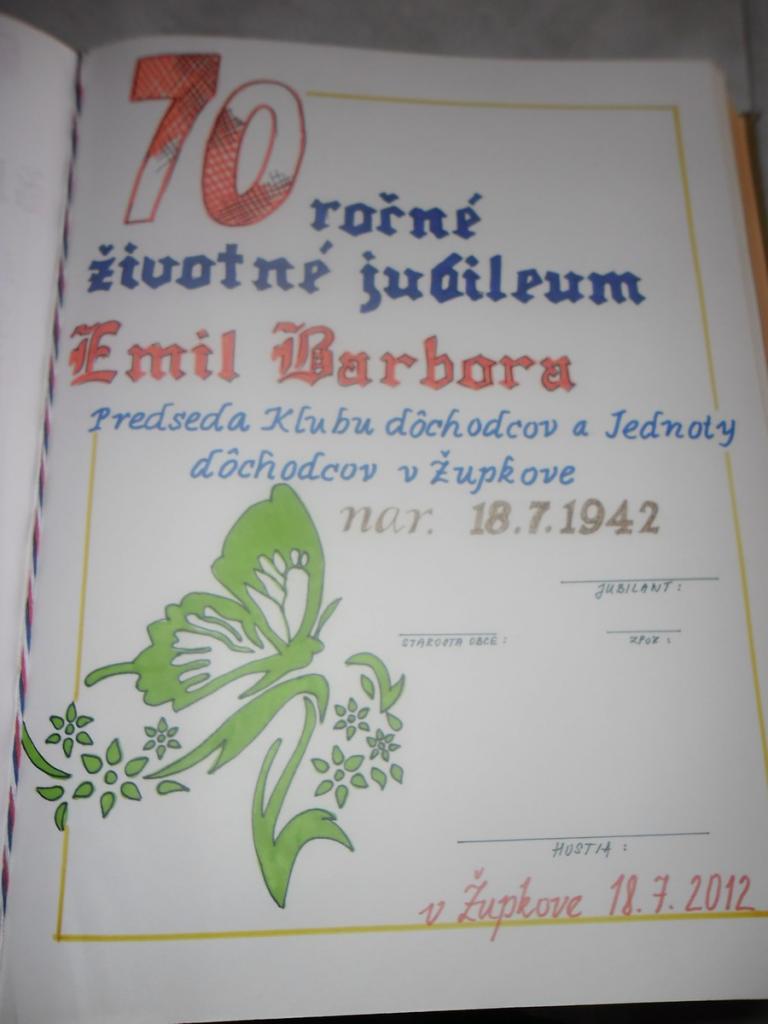 70 ročné
životné jubileum
Emil Barbora
Predseda Klubu dôchodcov a Jednoty
dôchodcov v Župkove
nar. 18.7.1942
JUBILANT :
STAROSTA OBCE :
ZPOZ :
HOSTIA :
v Župkove 18.7.2012